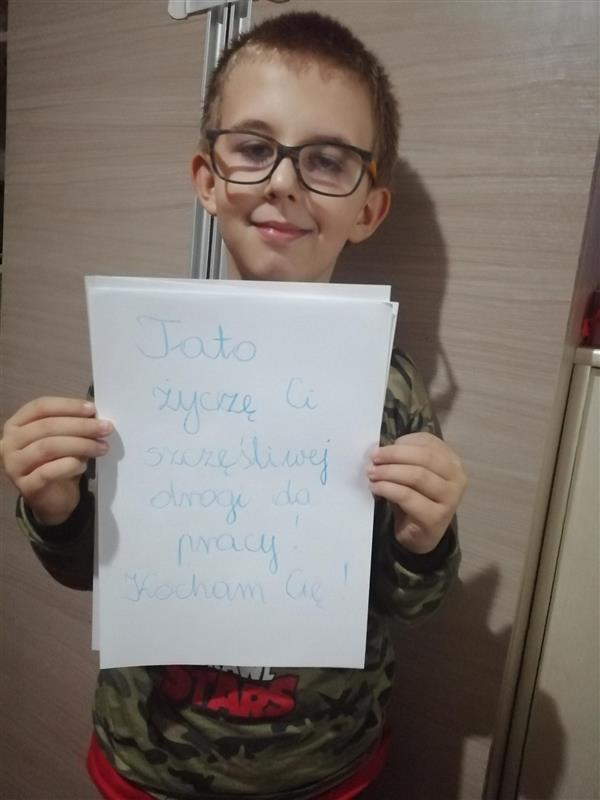 Tato
życzę Ci
szczęśliwej
drogi do
pracy!
Kocham Cię!
STARS